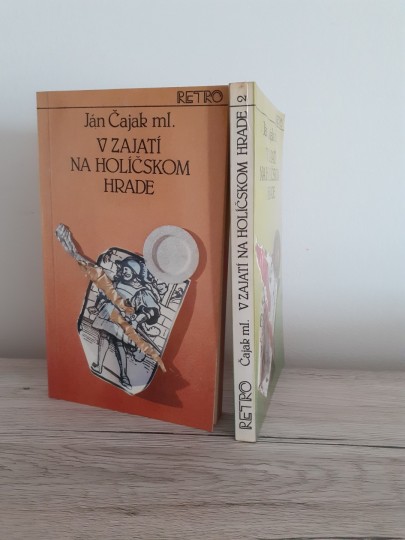 RETRO
Ján Čajak ml.
V ZAJATÍ
NA HOLÍČSKOM
HRADE
RETRO Čajak ml. V ZAJATÍ NA HOLÍČSKOM HRADE 2